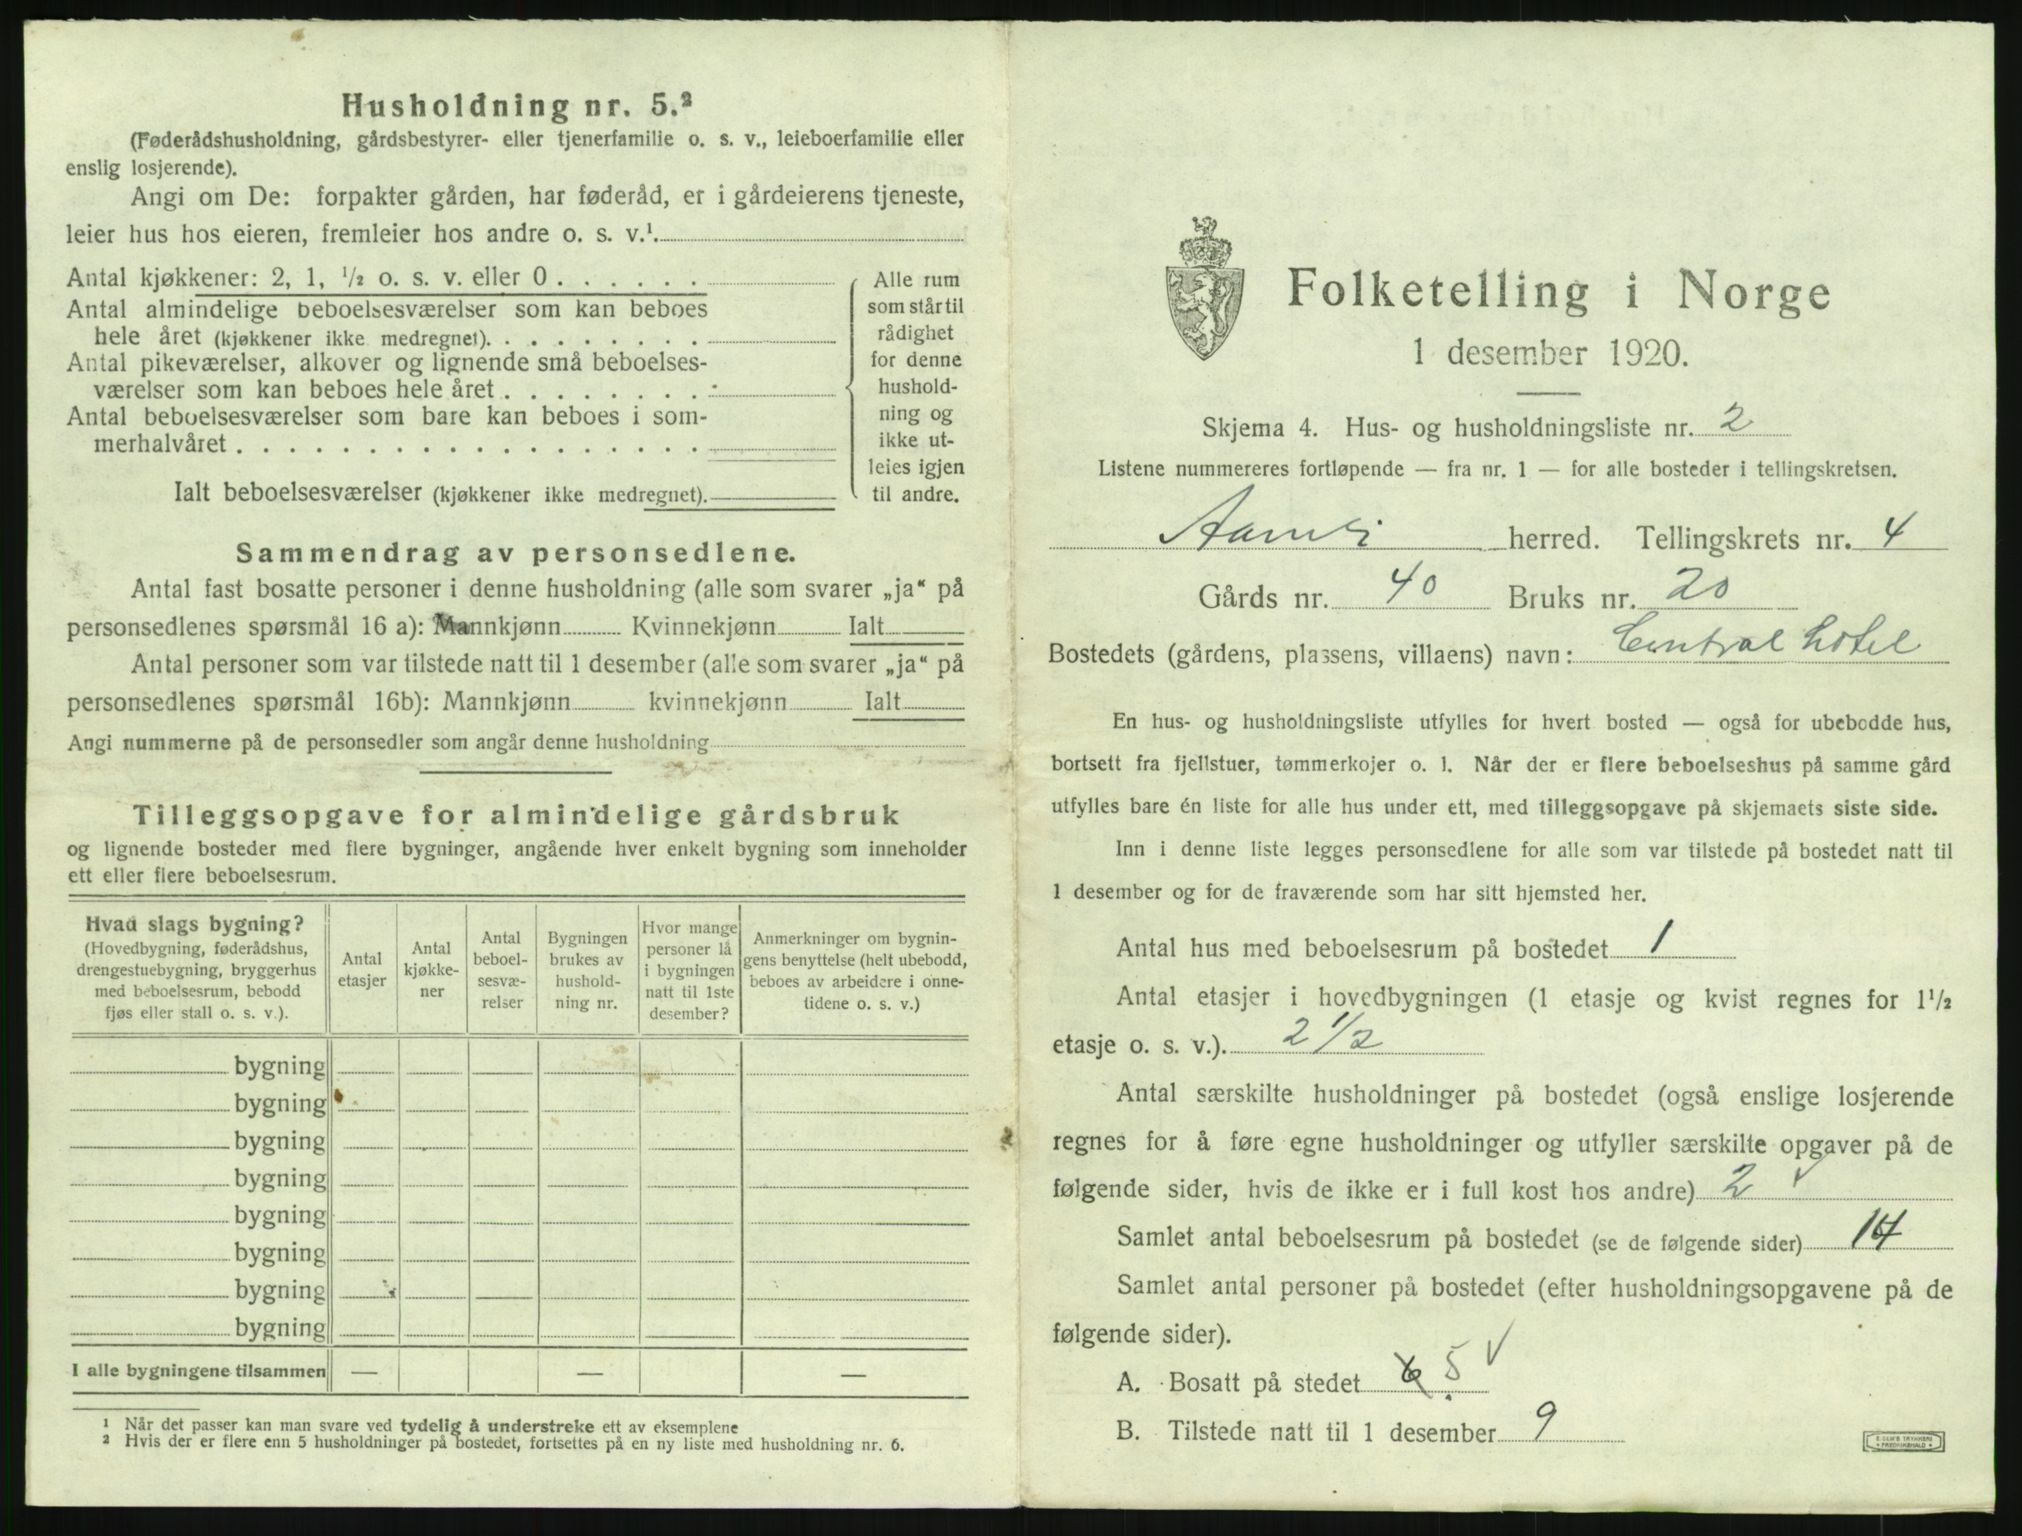 Husholdning nr. 5.²
(Føderådshusholdning, gårdsbestyrer- eller tjenerfamilie o. s. v., leieboerfamilie eller
enslig losjerende).
Angi om De: forpakter gården, har føderåd, er i gårdeierens tjeneste,
leier hus hos eieren, fremleier hos andre o. s. v.¹.
Antal kjøkkener: 2, 1, ½ o. s. v. eller 0 . . . . . .
Antal almindelige beboelsesværelser som kan beboes
hele året (kjøkkener ikke medregnet). . . . . . . . .
Antal pikeværelser, alkover og lignende små beboelses-
værelser som kan beboes hele året . . . . . . . .
Antal beboelsesværelser som bare kan beboes i som-
merhalvåret . . . . . . . . . . . . . . . . . .
Ialt beboelsesværelser (kjøkkener ikke medregnet).
Alle rum
som står til
rådighet
for denne
hushold-
ning og
ikke ut-
leies igjen
til andre.
Sammendrag av personsedlene.
Antal fast bosatte personer i denne husholdning (alle som svarer „ja“ på
personsedlenes spørsmål 16 a): Mannkjønn Kvinnekjønn Ialt
Antal personer som var tilstede natt til 1 desember (alle som svarer „ja“ på
personsedlenes spørsmål 16b): Mannkjønn kvinnekjønn Ialt
Angi nummerne på de personsedler som angår denne husholdning
Tilleggsopgave for almindelige gårdsbruk
og lignende bosteder med flere bygninger, angående hver enkelt bygning som inneholder
ett eller flere beboelsesrum.
Hvad slags bygning?
(Hovedbygning, føderådshus,
drengestuebygning, bryggerhus
med beboelsesrum, bebodd
fjøs eller stall o. s. v.).
Antal
etasjer
Antal
kjøkke-
ner
Antal
beboel-
sesvæ-
relser
Bygningen
brukes av
hushold-
ning nr.
Hvor mange
personer lå
i bygningen
natt til 1ste
desember?
Anmerkninger om bygnin-
gens benyttelse (helt ubebodd,
beboes av arbeidere i onne-
tidene o. s. v.)
bygning
bygning
bygning
bygning
bygning
bygning
bygning
bygning
I alle bygningene tilsammen — — —
¹ Når det passer kan man svare ved tydelig å understreke ett av eksemplene
² Hvis der er flere enn 5 husholdninger på bostedet, fortsettes på en ny liste med husholdning nr. 6.
Folketelling i Norge
1 desember 1920.
Skjema 4. Hus- og husholdningsliste nr. 2
Listene nummereres fortløpende — fra nr. 1 — for alle bosteder i tellingskretsen.
Aamli herred. Tellingskrets nr. 4
Gårds nr. 40 Bruks nr. 20
Bostedets (gårdens, plassens, villaens) navn: Central hotel
En hus- og husholdningsliste utfylles for hvert bosted — også for ubebodde hus,
bortsett fra fjellstuer, tømmerkojer o. l. Når der er flere beboelseshus på samme gård
utfylles bare én liste for alle hus under ett, med tilleggsopgave på skjemaets siste side.
Inn i denne liste legges personsedlene for alle som var tilstede på bostedet natt til
1 desember og for de fraværende som har sitt hjemsted her.
Antal hus med beboelsesrum på bostedet 1
Antal etasjer i hovedbygningen (1 etasje og kvist regnes for 1½
etasje o. s. v.). 2 1/2
Antal særskilte husholdninger på bostedet (også enslige losjerende
regnes for å føre egne husholdninger og utfyller særskilte opgaver på de
følgende sider, hvis de ikke er i full kost hos andre) 2 ✓
Samlet antal beboelsesrum på bostedet (se de følgende sider) 14
Samlet antal personer på bostedet (efter husholdningsopgavene på de
følgende sider).
A. Bosatt på stedet 6 5 ✓
B. Tilstede natt til 1 desember 9